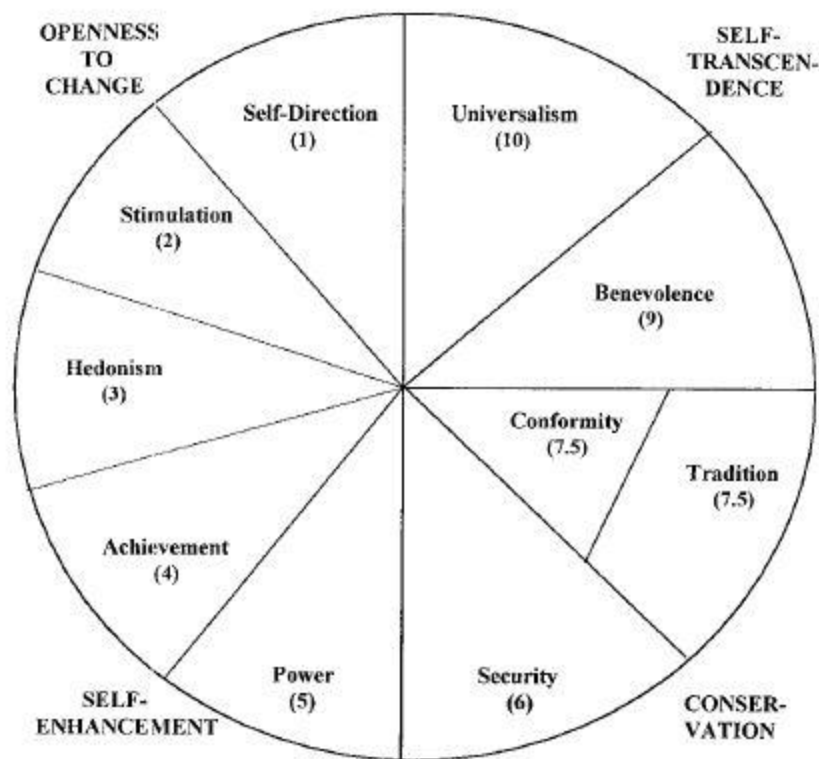 OPENNESS
TO
CHANGE
SELF-
TRANSCEN-
DENCE
Self-Direction
(1)
Universalism
(10)
Stimulation
(2)
Benevolence
(9)
Hedonism
(3)
Conformity
(7.5)
Tradition
(7.5)
Achievement
(4)
Power
(5)
Security
(6)
SELF-
ENHANCEMENT
CONSER-
VATION